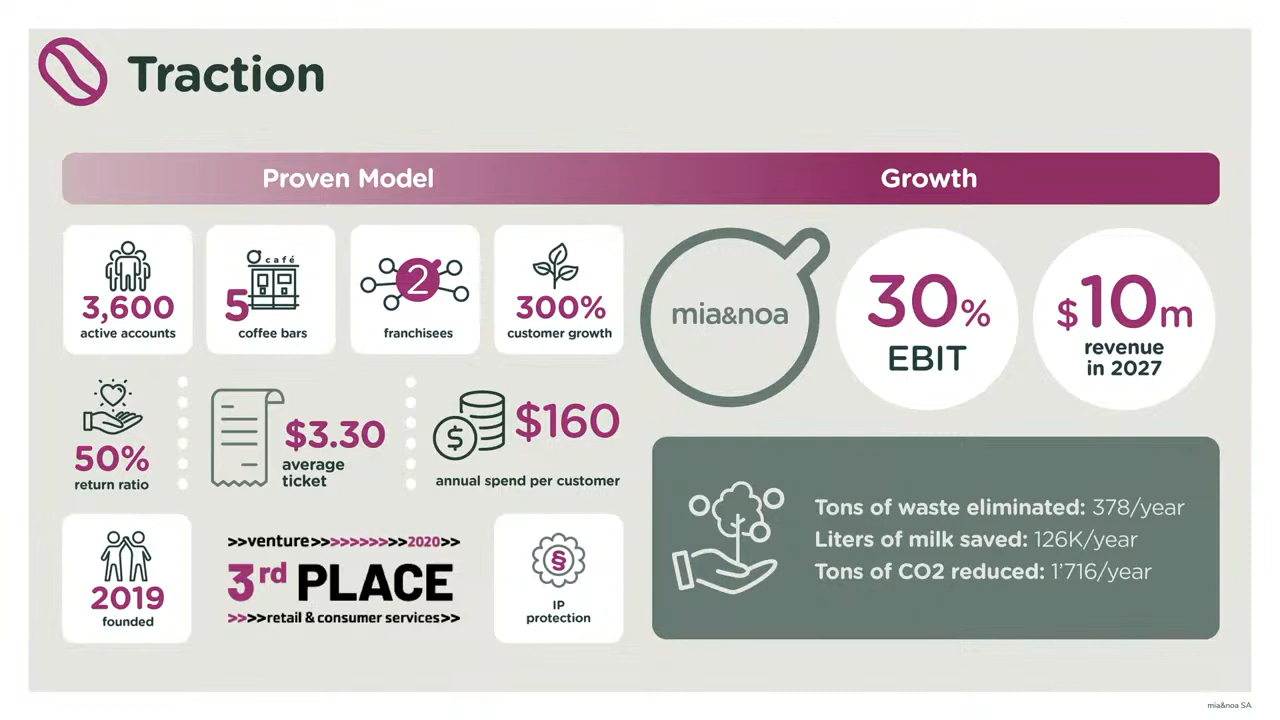 Traction
Proven Model
Growth
3,600
active accounts
café
5
coffee bars
2
franchisees
300%
customer growth
mia&noa
30%
EBIT
$10m
revenue
in 2027
50%
return ratio
$3.30
average
ticket
$
$160
annual spend per customer
2019
founded
>>venture>>>>>>>>>2020>>
3rd PLACE
>>>>retail & consumer services>>
§
IP
protection
Tons of waste eliminated: 378/year
Liters of milk saved: 126K/year
Tons of CO2 reduced: 1'716/year
mia&noa SA